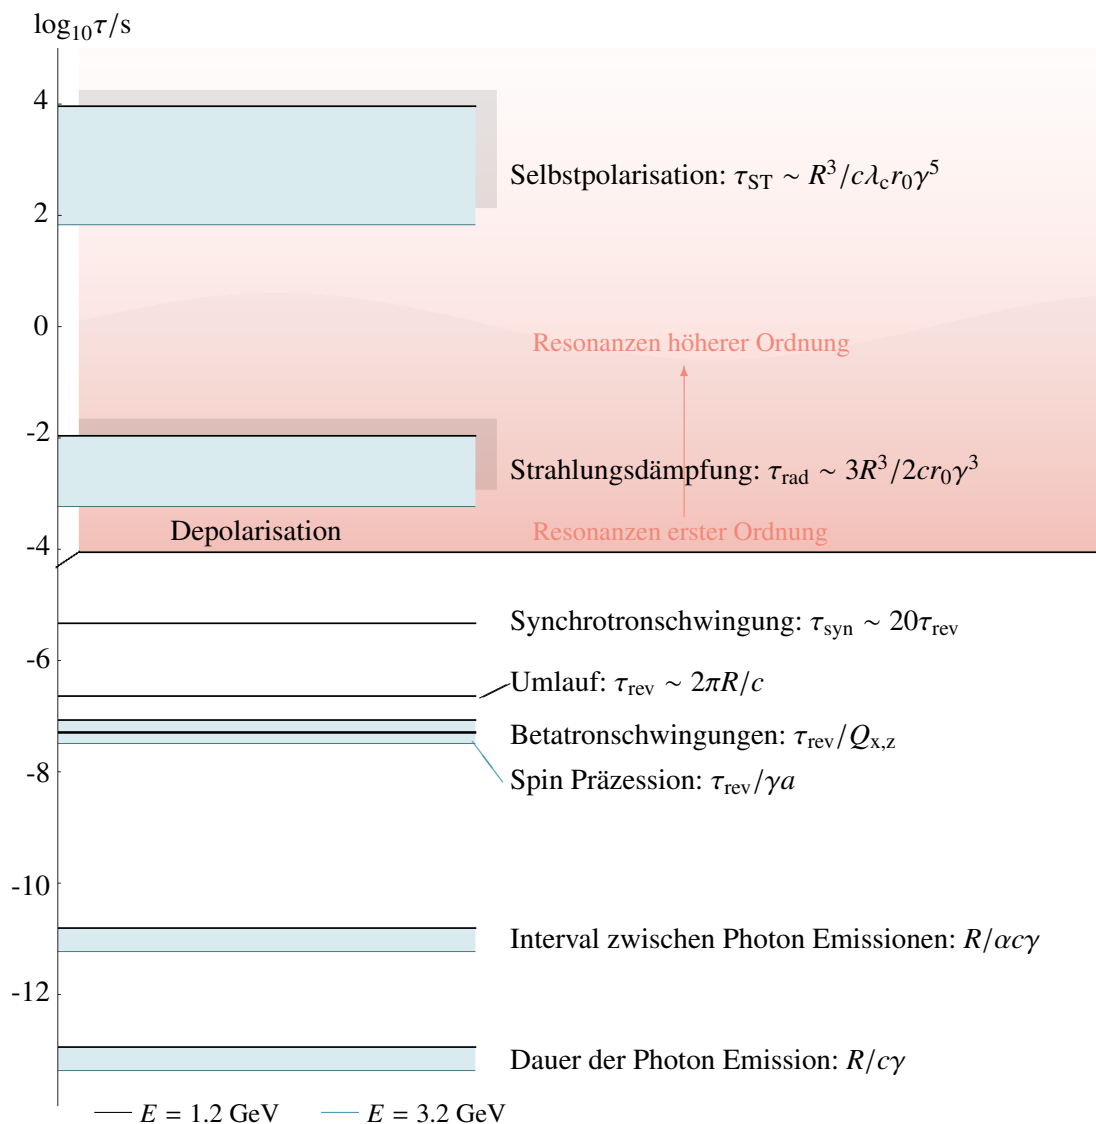 log₁₀τ/s
4
Selbstpolarisation: τ_ST ∼ R³/cλ_c r₀γ⁵
2
0
Resonanzen höherer Ordnung
-2
Strahlungsdämpfung: τ_rad ∼ 3R³/2cr₀γ³
Depolarisation
Resonanzen erster Ordnung
-4
Synchrotronschwingung: τ_syn ∼ 20τ_rev
-6
Umlauf: τ_rev ∼ 2πR/c
Betatronschwingungen: τ_rev/Q_x,z
-8
Spin Präzession: τ_rev/γa
-10
Interval zwischen Photon Emissionen: R/αcγ
-12
Dauer der Photon Emission: R/cγ
E = 1.2 GeV
E = 3.2 GeV